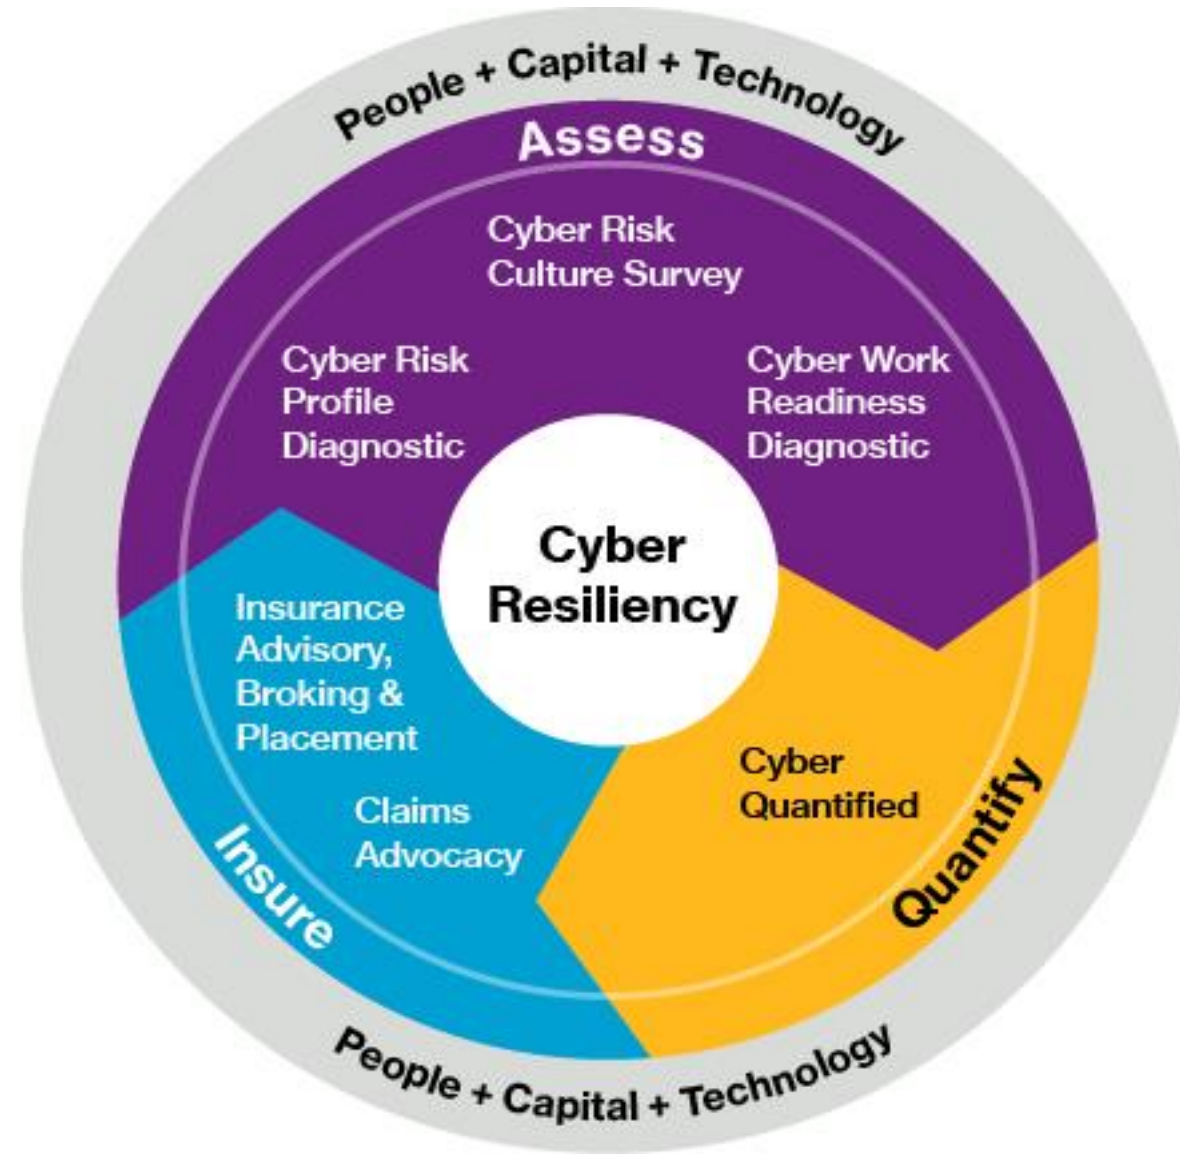 People + Capital + Technology
Assess
Cyber Risk
Culture Survey
Cyber Risk
Profile
Diagnostic
Cyber Work
Readiness
Diagnostic
Cyber
Resiliency
Insurance
Advisory,
Broking &
Placement
Claims
Advocacy
Insure
Cyber
Quantified
Quantify
People + Capital + Technology